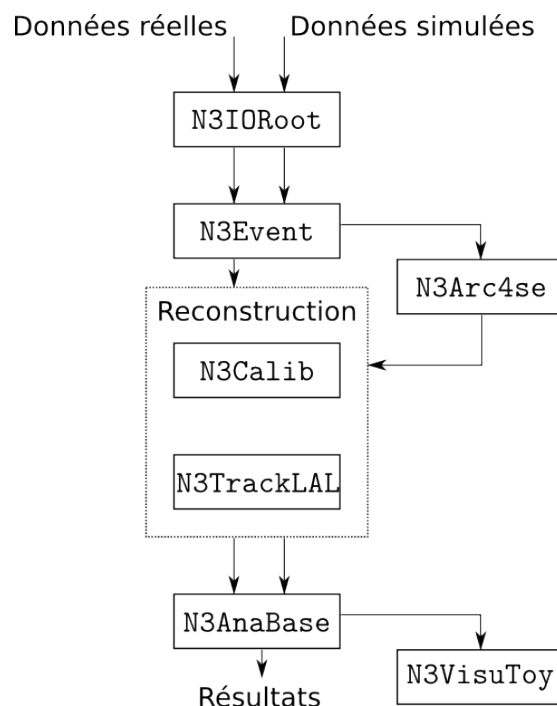 Données réelles
Données simulées
N3IORoot
N3Event
N3Arc4se
Reconstruction
N3Calib
N3TrackLAL
N3AnaBase
N3VisuToy
Résultats